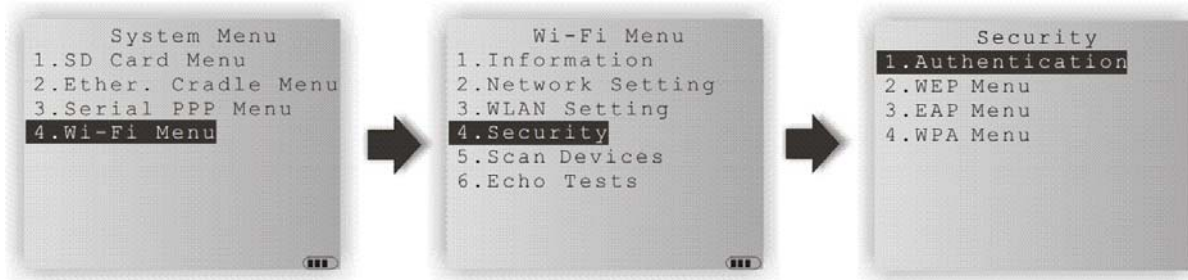 System Menu
1.SD Card Menu
2.Ether. Cradle Menu
3.Serial PPP Menu
4.Wi-Fi Menu
Wi-Fi Menu
1.Information
2.Network Setting
3.WLAN Setting
4.Security
5.Scan Devices
6.Echo Tests
Security
1.Authentication
2.WEP Menu
3.EAP Menu
4.WPA Menu